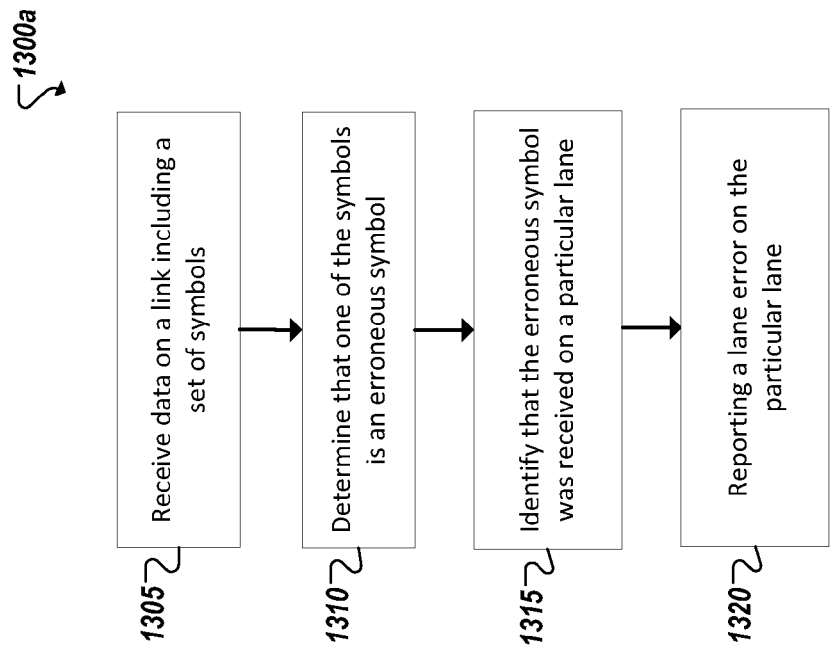 1300a
1305
Receive data on a link including a
set of symbols
1310
Determine that one of the symbols
is an erroneous symbol
1315
Identify that the erroneous symbol
was received on a particular lane
1320
Reporting a lane error on the
particular lane